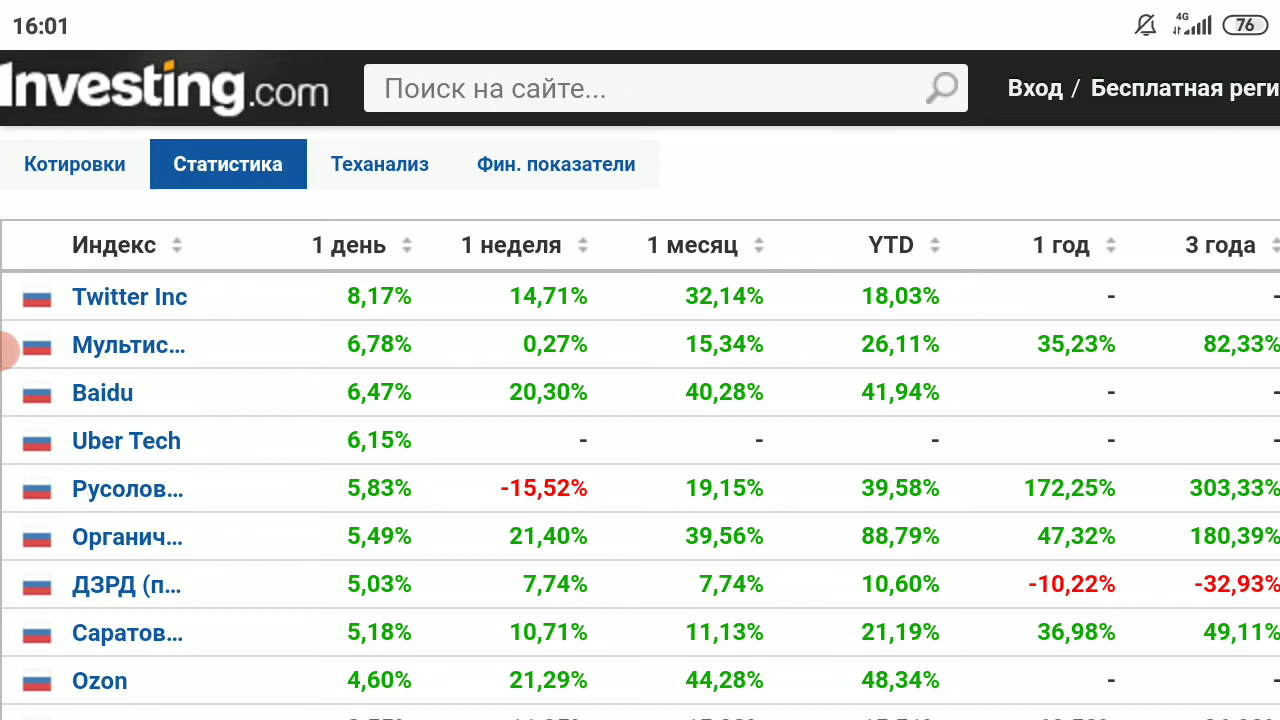 16:01 4G 76
Investing.com Поиск на сайте... Вход / Бесплатная реги
Котировки Статистика Теханализ Фин. показатели
Индекс 1 день 1 неделя 1 месяц YTD 1 год 3 года
Twitter Inc 8,17% 14,71% 32,14% 18,03% - -
Мультис... 6,78% 0,27% 15,34% 26,11% 35,23% 82,33%
Baidu 6,47% 20,30% 40,28% 41,94% - -
Uber Tech 6,15% - - - - -
Русолов... 5,83% -15,52% 19,15% 39,58% 172,25% 303,33%
Органич... 5,49% 21,40% 39,56% 88,79% 47,32% 180,39%
ДЗРД (п... 5,03% 7,74% 7,74% 10,60% -10,22% -32,93%
Саратов... 5,18% 10,71% 11,13% 21,19% 36,98% 49,11%
Ozon 4,60% 21,29% 44,28% 48,34% - -